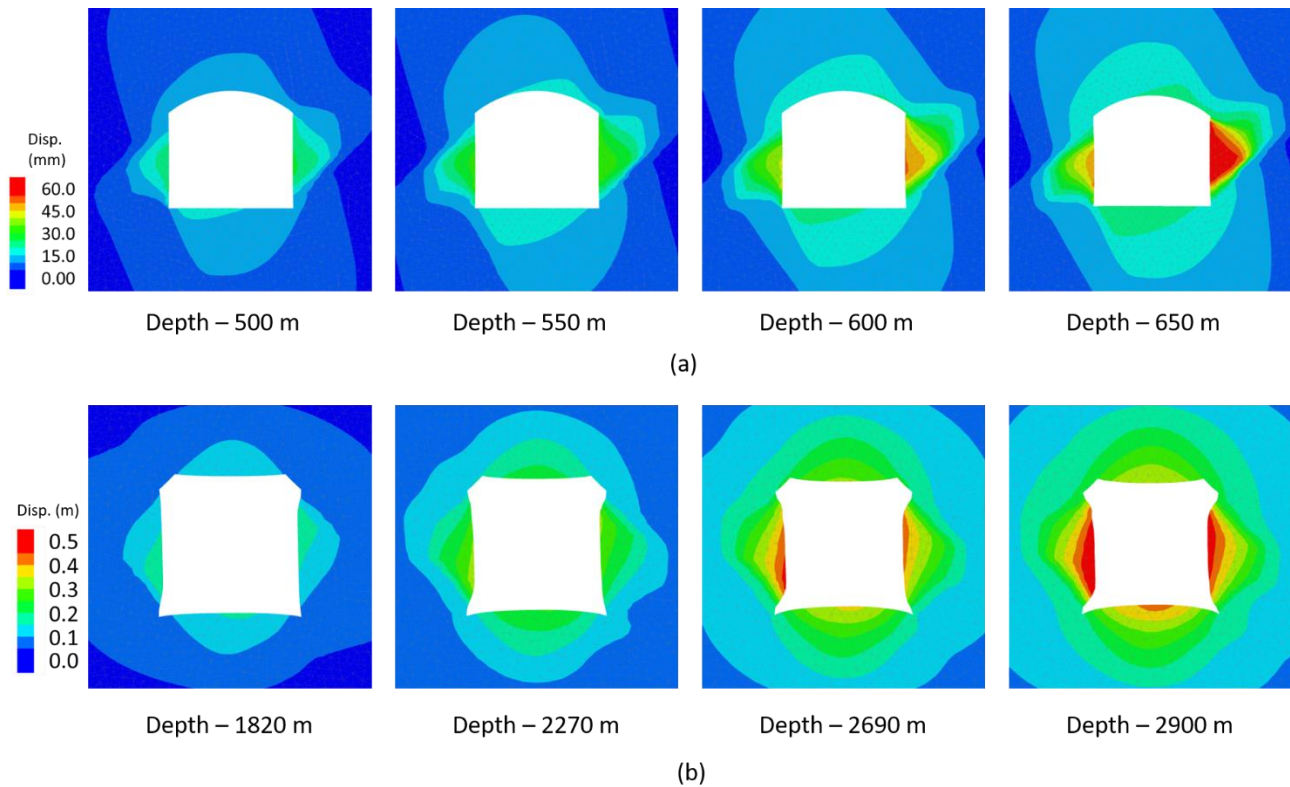 Disp.
(mm)
60.0
45.0
30.0
15.0
0.00
Depth – 500 m
Depth – 550 m
Depth – 600 m
Depth – 650 m
(a)
Disp. (m)
0.5
0.4
0.3
0.2
0.1
0.0
Depth – 1820 m
Depth – 2270 m
Depth – 2690 m
Depth – 2900 m
(b)